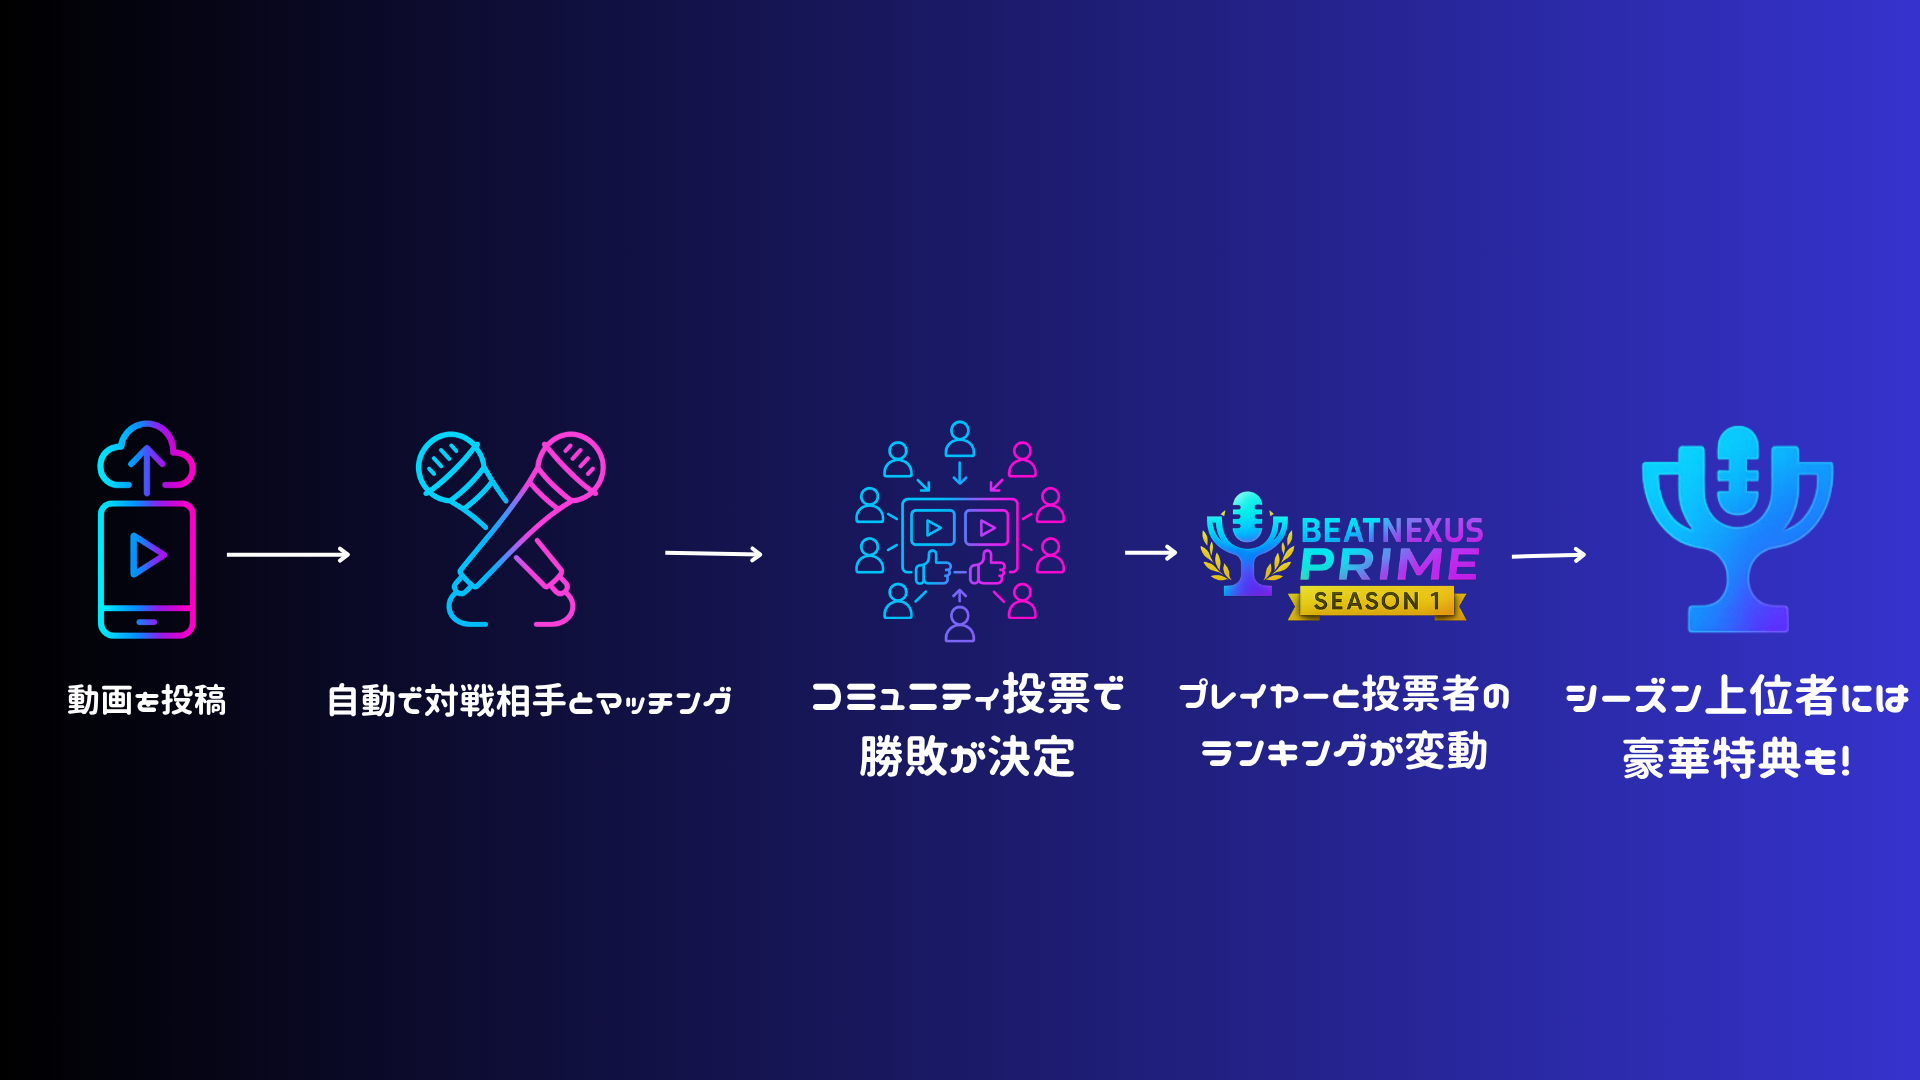 動画を投稿
自動で対戦相手とマッチング
コミュニティ投票で
勝敗が決定
BEATNEXUS
PRIME
SEASON 1
プレイヤーと投票者の
ランキングが変動
シーズン上位者には
豪華特典も!